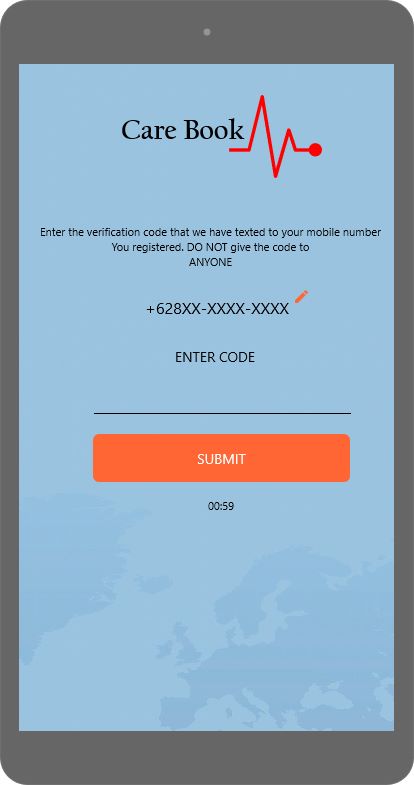 Care Book
Enter the verification code that we have texted to your mobile number
You registered. DO NOT give the code to
ANYONE
+628XX-XXXX-XXXX
ENTER CODE
SUBMIT
00:59